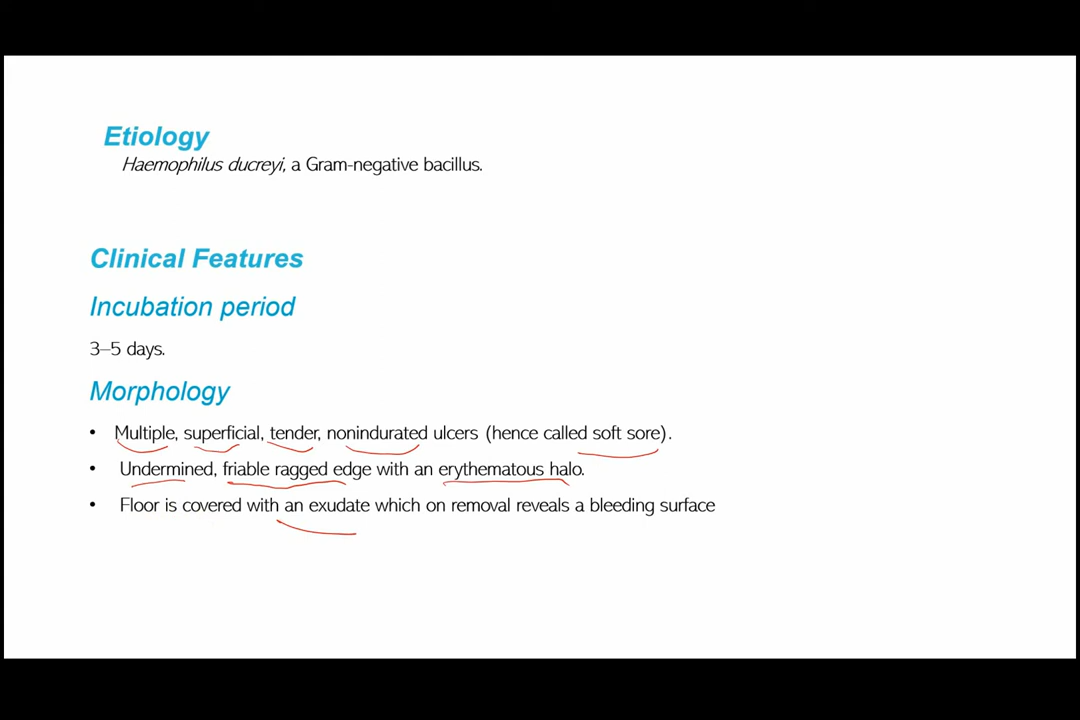 Etiology
Haemophilus ducreyi, a Gram-negative bacillus.
Clinical Features
Incubation period
3–5 days.
Morphology
• Multiple, superficial, tender, nonindurated ulcers (hence called soft sore).
• Undermined, friable ragged edge with an erythematous halo.
• Floor is covered with an exudate which on removal reveals a bleeding surface